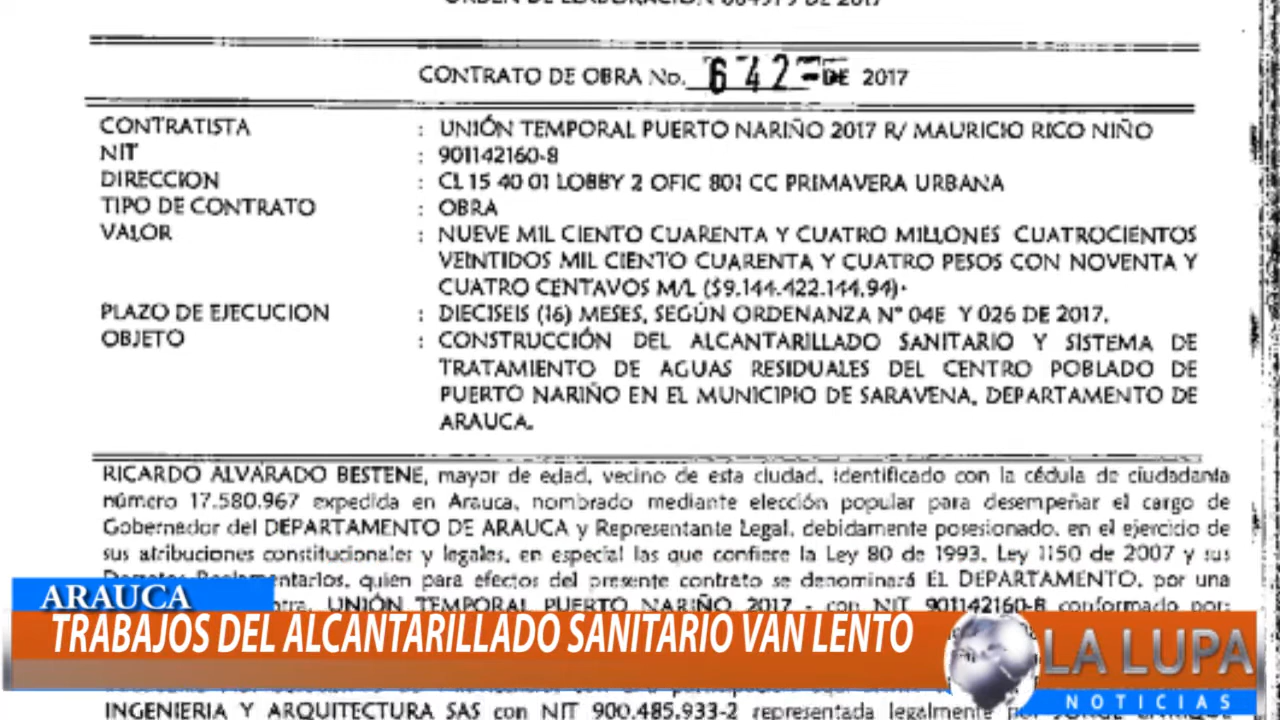 CONTRATO DE OBRA No. 642- DE 2017
CONTRATISTA : UNIÓN TEMPORAL PUERTO NARIÑO 2017 R/ MAURICIO RICO NIÑO
NIT : 901142160-8
DIRECCION : CL 15 40 01 LOBBY 2 OFIC 801 CC PRIMAVERA URBANA
TIPO DE CONTRATO : OBRA
VALOR : NUEVE MIL CIENTO CUARENTA Y CUATRO MILLONES CUATROCIENTOS
VEINTIDOS MIL CIENTO CUARENTA Y CUATRO PESOS CON NOVENTA Y
CUATRO CENTAVOS M/L ($9.144.422.144,94)·
PLAZO DE EJECUCION : DIECISEIS (16) MESES, SEGÚN ORDENANZA N° 04E Y 026 DE 2017.
OBJETO : CONSTRUCCIÓN DEL ALCANTARILLADO SANITARIO Y SISTEMA DE
TRATAMIENTO DE AGUAS RESIDUALES DEL CENTRO POBLADO DE
PUERTO NARIÑO EN EL MUNICIPIO DE SARAVENA, DEPARTAMENTO DE
ARAUCA.
RICARDO ALVARADO BESTENE, mayor de edad, vecino de esta ciudad, identificado con la cédula de ciudadanía
número 17.580.967 expedida en Arauca, nombrado mediante elección popular para desempeñar el cargo de
Gobernador del DEPARTAMENTO DE ARAUCA y Representante Legal, debidamente posesionado, en el ejercicio de
sus atribuciones constitucionales y legales, en especial las que confiere la Ley 80 de 1993, Ley 1150 de 2007 y sus
quien para efectos del presente contrato se denominará EL DEPARTAMENTO, por una
UNIÓN TEMPORAL PUERTO NARIÑO 2017 - con NIT 901142160-8 conformado por:
ARAUCA
TRABAJOS DEL ALCANTARILLADO SANITARIO VAN LENTO
LA LUPA
NOTICIAS
INGENIERIA Y ARQUITECTURA SAS con NIT 900.485.933-2 representada legalmente